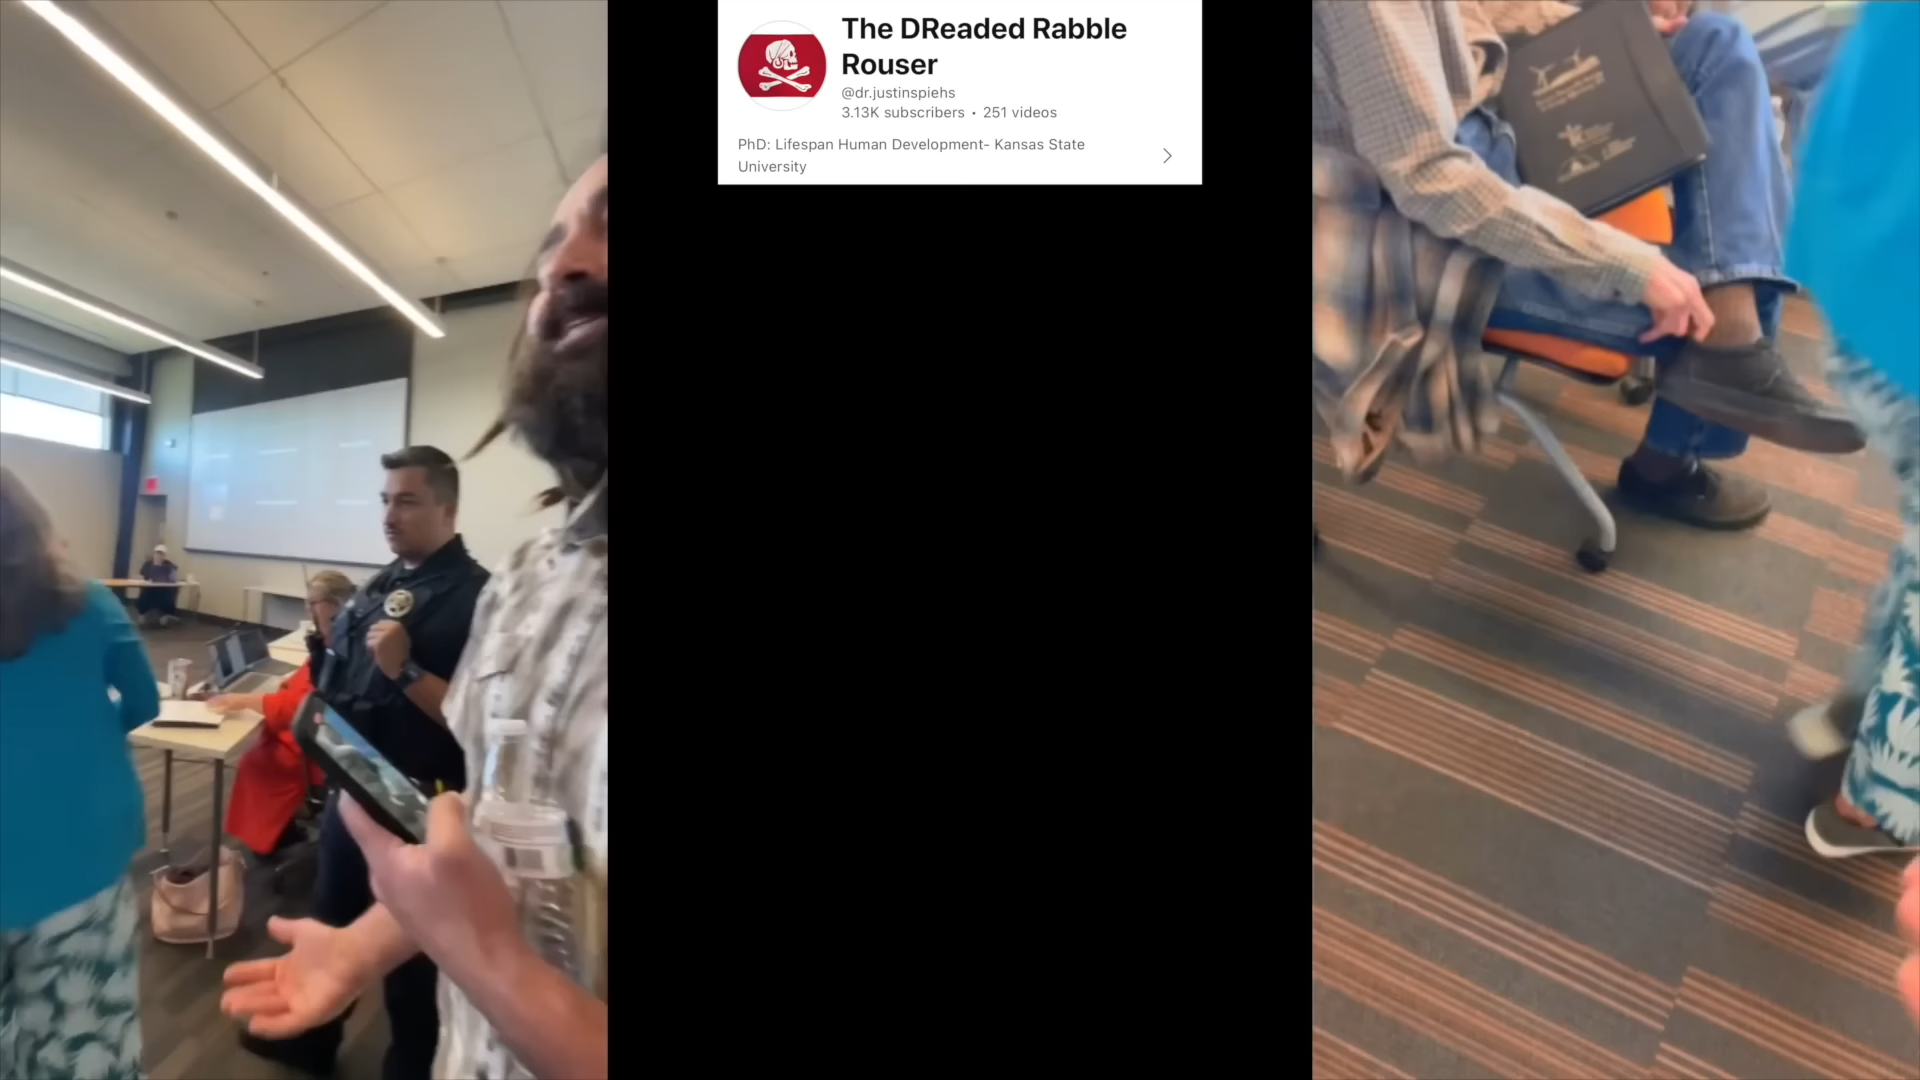 The DReaded Rabble
Rouser
@dr.justinspiehs
3.13K subscribers • 251 videos
PhD: Lifespan Human Development- Kansas State
University